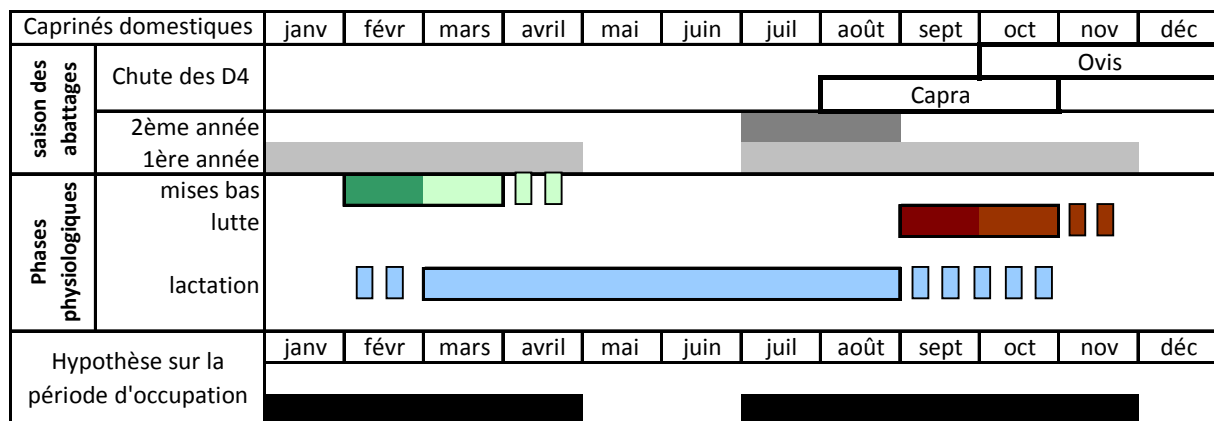 Caprinés domestiques janv févr mars avril mai juin juil août sept oct nov déc
saison des
abattages
Chute des D4
Ovis
Capra
2ème année
1ère année
Phases
physiologiques
mises bas
lutte
lactation
Hypothèse sur la
période d'occupation
janv févr mars avril mai juin juil août sept oct nov déc